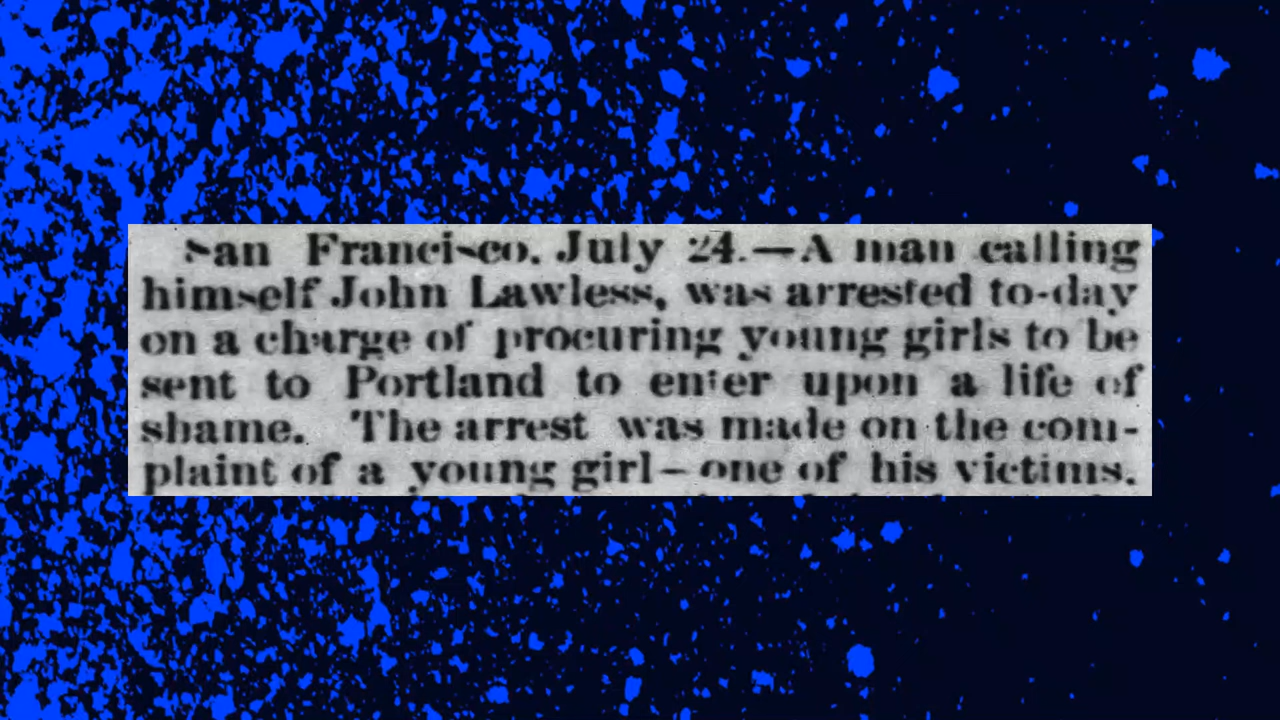 San Francisco. July 24.—A man calling
himself John Lawless, was arrested to-day
on a charge of procuring young girls to be
sent to Portland to enter upon a life of
shame. The arrest was made on the com-
plaint of a young girl—one of his victims.